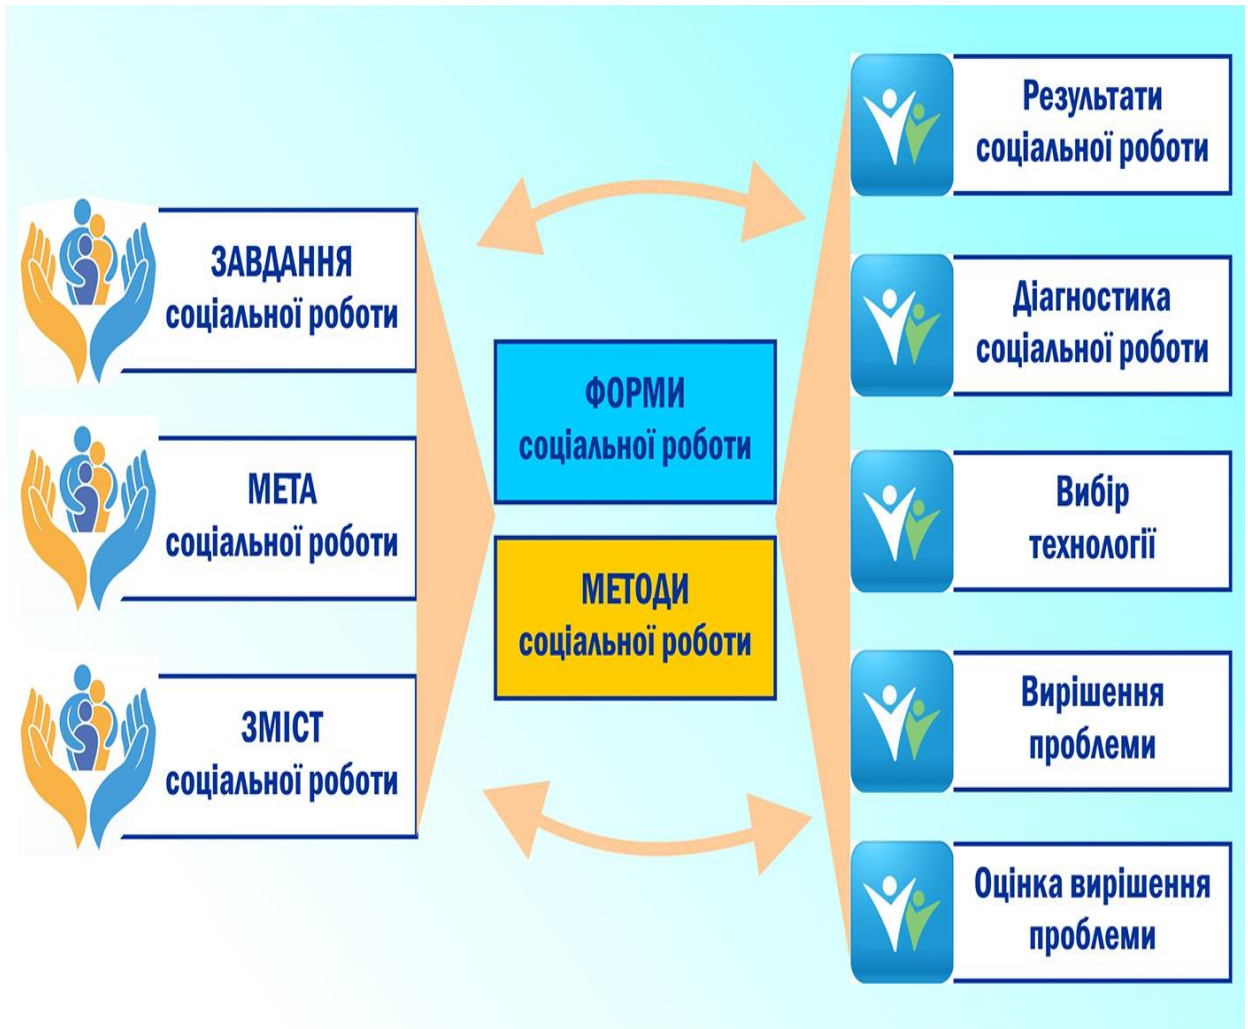 ЗАВДАННЯ
соціальної роботи
МЕТА
соціальної роботи
ЗМІСТ
соціальної роботи
ФОРМИ
соціальної роботи
МЕТОДИ
соціальної роботи
Результати
соціальної роботи
Діагностика
соціальної роботи
Вибір
технології
Вирішення
проблеми
Оцінка вирішення
проблеми